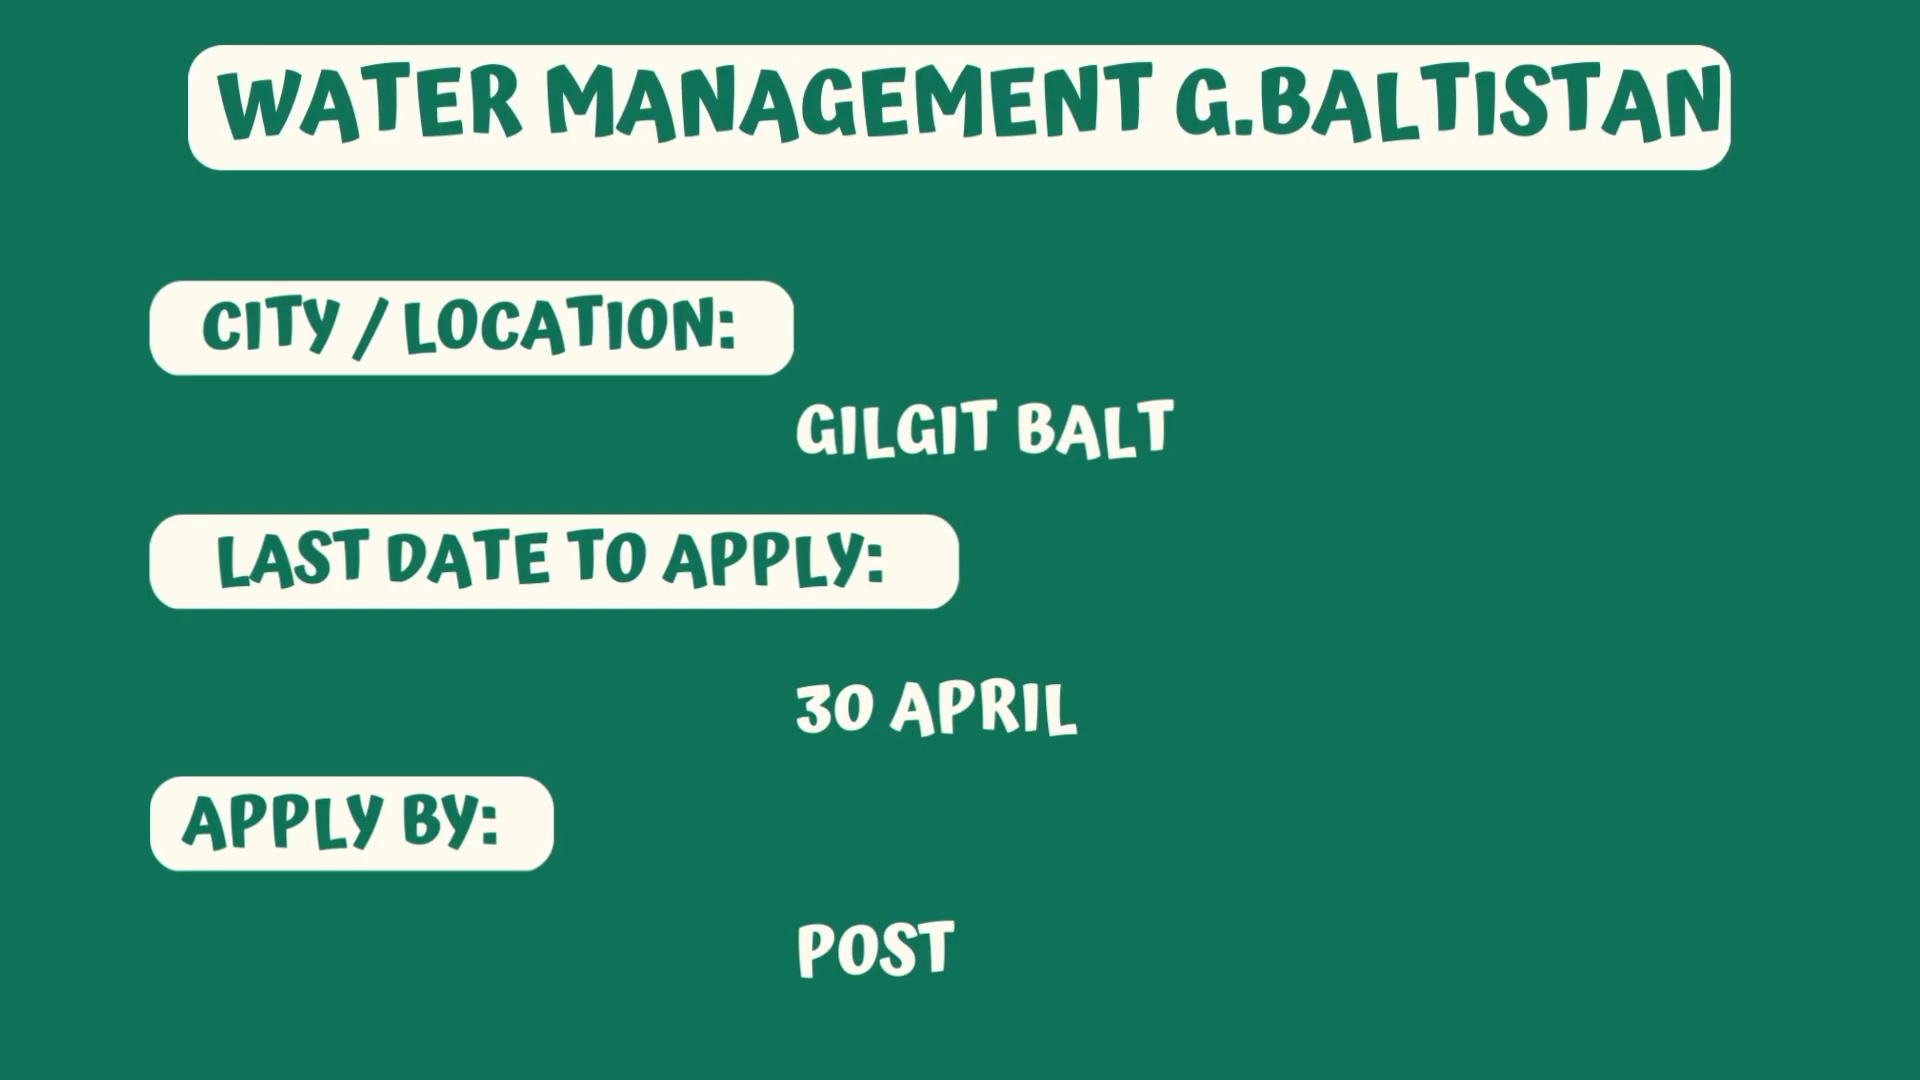 WATER MANAGEMENT G.BALTISTAN
CITY / LOCATION:
GILGIT BALT
LAST DATE TO APPLY:
30 APRIL
APPLY BY:
POST